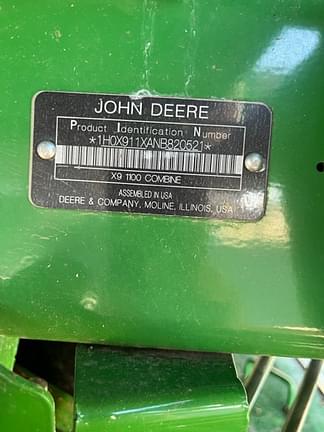 JOHN DEERE
Product Identification Number
*1H0X911XANB820521*
X9 1100 COMBINE
ASSEMBLED IN USA
DEERE & COMPANY, MOLINE, ILLINOIS, USA